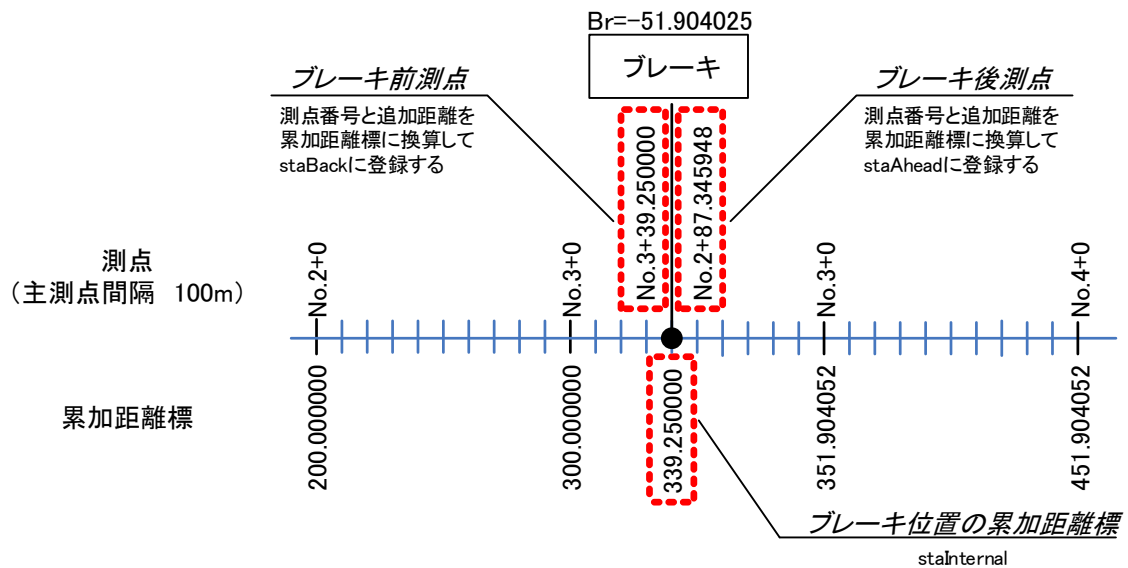 Br=-51.904025
ブレーキ
ブレーキ前測点
測点番号と追加距離を
累加距離標に換算して
staBackに登録する
ブレーキ後測点
測点番号と追加距離を
累加距離標に換算して
staAheadに登録する
測点
（主測点間隔　100m）
No.2+0
No.3+0
No.3+39.250000
No.2+87.345948
No.3+0
No.4+0
累加距離標
200.000000
300.000000
339.250000
351.904052
451.904052
ブレーキ位置の累加距離標
staInternal